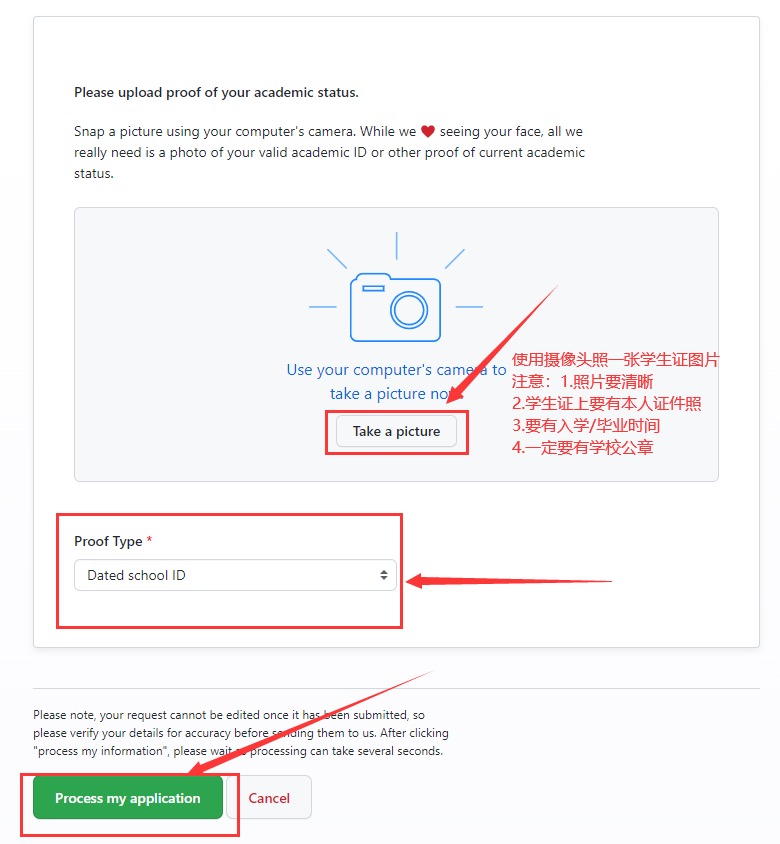 Please upload proof of your academic status.
Snap a picture using your computer's camera. While we ❤ seeing your face, all we
really need is a photo of your valid academic ID or other proof of current academic
status.
Use your computer's camera to
take a picture now
Take a picture
使用摄像头照一张学生证图片
注意：1.照片要清晰
2.学生证上要有本人证件照
3.要有入学/毕业时间
4.一定要有学校公章
Proof Type *
Dated school ID
Please note, your request cannot be edited once it has been submitted, so
please verify your details for accuracy before sending them to us. After clicking
"process my information", please wait as processing can take several seconds.
Process my application
Cancel